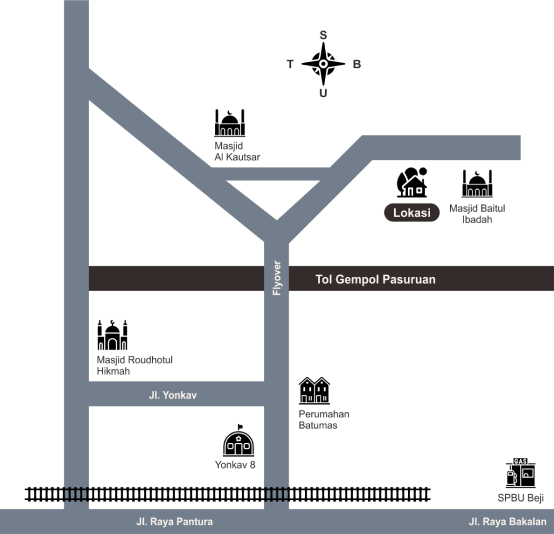 S
T
B
U
Masjid
Al Kautsar
Lokasi
Masjid Baitul
Ibadah
Flyover
Tol Gempol Pasuruan
Masjid Roudhotul
Hikmah
Jl. Yonkav
Perumahan
Batumas
Yonkav 8
GAS
SPBU Beji
Jl. Raya Pantura
Jl. Raya Bakalan